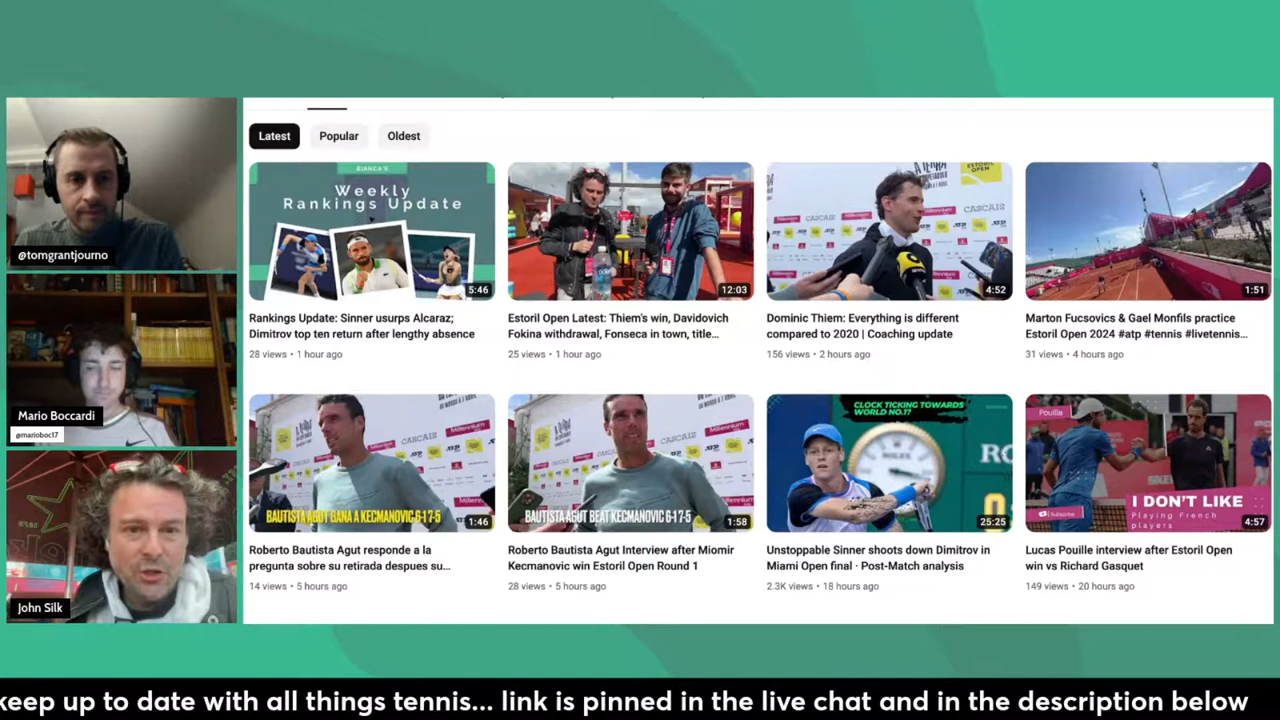 @tomgrantjourno
Mario Boccardi
@marioboc17
John Silk
Latest
Popular
Oldest
BIANCA'S
Weekly
Rankings Update
5:46
Rankings Update: Sinner usurps Alcaraz;
Dimitrov top ten return after lengthy absence
28 views • 1 hour ago
12:03
Estoril Open Latest: Thiem's win, Davidovich
Fokina withdrawal, Fonseca in town, title...
25 views • 1 hour ago
ESTORIL
OPEN
CASCAIS
Millennium
4:52
Dominic Thiem: Everything is different
compared to 2020 | Coaching update
156 views • 2 hours ago
1:51
Marton Fucsovics & Gael Monfils practice
Estoril Open 2024 #atp #tennis #livetennis...
31 views • 4 hours ago
BAUTISTA AGUT GANA A KECMANOVIC 6-1 7-5
1:46
Roberto Bautista Agut responde a la
pregunta sobre su retirada despues su...
14 views • 5 hours ago
BAUTISTA AGUT BEAT KECMANOVIC 6-1 7-5
1:58
Roberto Bautista Agut Interview after Miomir
Kecmanovic win Estoril Open Round 1
28 views • 5 hours ago
CLOCK TICKING TOWARDS
WORLD NO.1?
ROLEX
25:25
Unstoppable Sinner shoots down Dimitrov in
Miami Open final · Post-Match analysis
2.3K views • 18 hours ago
Pouille
I DON'T LIKE
Playing French
players
Subscribe
4:57
Lucas Pouille interview after Estoril Open
win vs Richard Gasquet
149 views • 20 hours ago
keep up to date with all things tennis... link is pinned in the live chat and in the description below